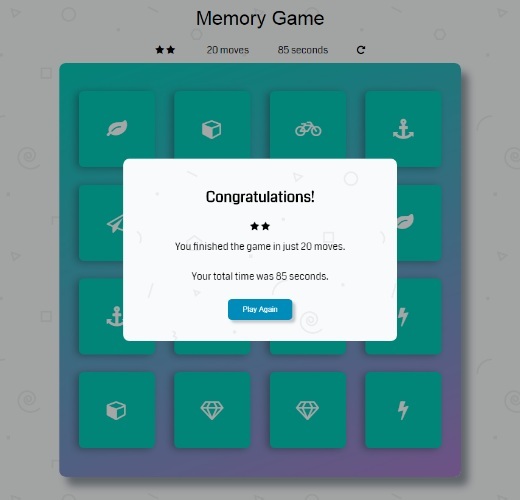 Memory Game
20 moves 85 seconds
Congratulations!
You finished the game in just 20 moves.
Your total time was 85 seconds.
Play Again